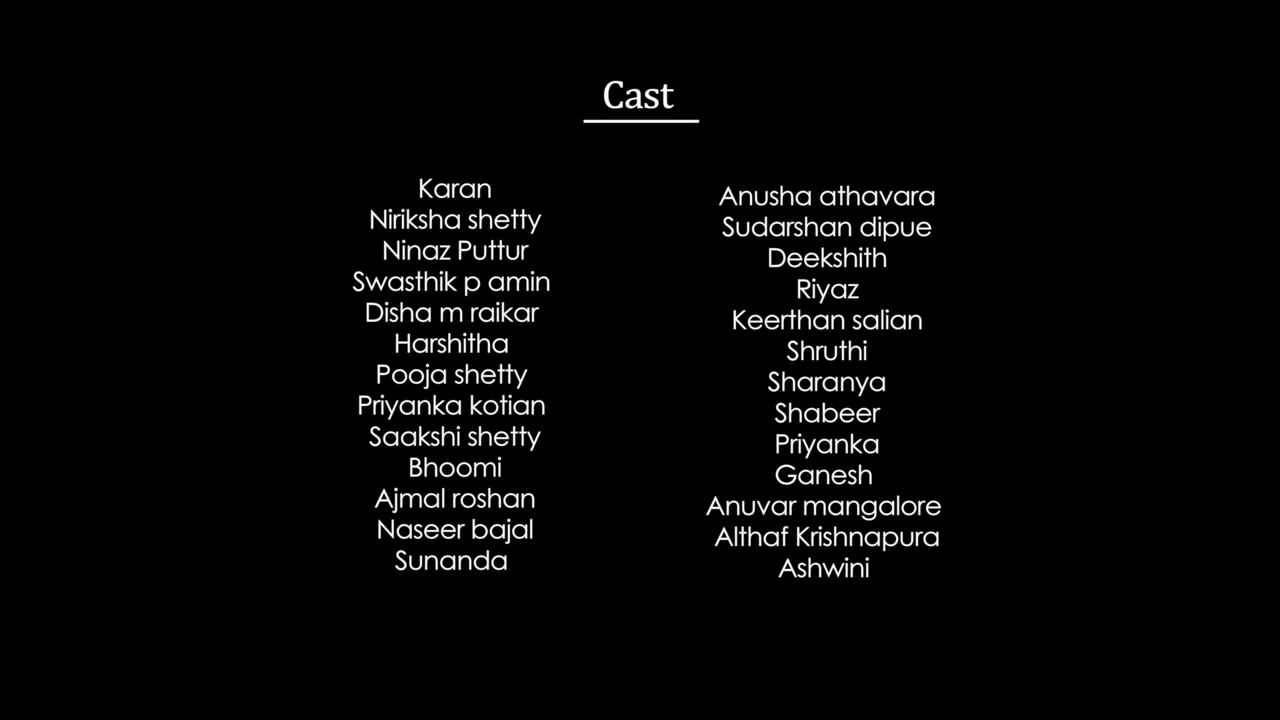 Cast
Karan
Niriksha shetty
Ninaz Puttur
Swasthik p amin
Disha m raikar
Harshitha
Pooja shetty
Priyanka kotian
Saakshi shetty
Bhoomi
Ajmal roshan
Naseer bajal
Sunanda
Anusha athavara
Sudarshan dipue
Deekshith
Riyaz
Keerthan salian
Shruthi
Sharanya
Shabeer
Priyanka
Ganesh
Anuvar mangalore
Althaf Krishnapura
Ashwini